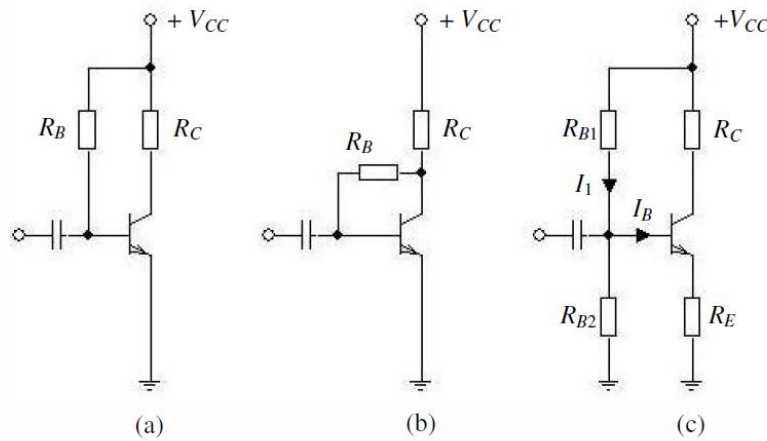 + V_CC
R_B
R_C
(a)
+ V_CC
R_B
R_C
(b)
+V_CC
R_B1
R_C
I_1
I_B
R_B2
R_E
(c)